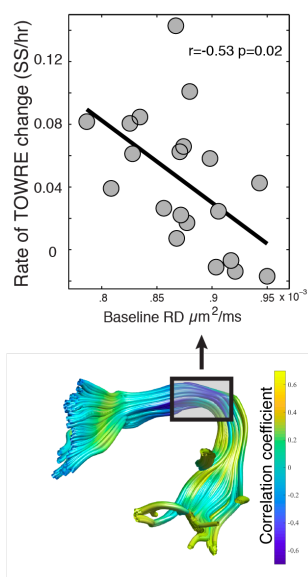 r=-0.53 p=0.02
Rate of TOWRE change (SS/hr)
0.12
0.08
0.04
0
.8
.85
.9
.95 x 10⁻³
Baseline RD μm²/ms
Correlation coefficient
0.6
0.4
0.2
0
-0.2
-0.4
-0.6